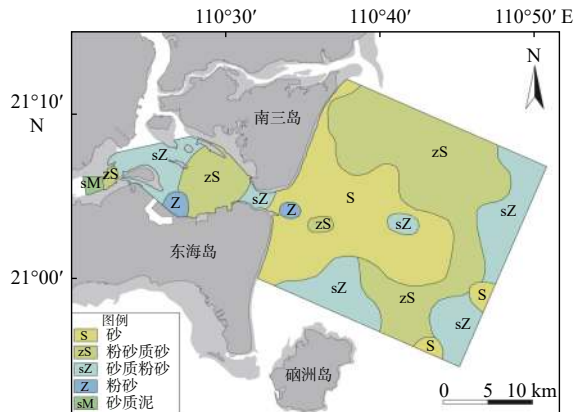 110°30′ 110°40′ 110°50′ E
N
21°10′
N
南三岛
zS
sZ
zS
zS
sM
sZ
sZ
S
Z
Z
zS
sZ
东海岛
21°00′
sZ
S
zS
sZ
S
图例
S 砂
zS 粉砂质砂
sZ 砂质粉砂
Z 粉砂
sM 砂质泥
硇洲岛
0 5 10 km